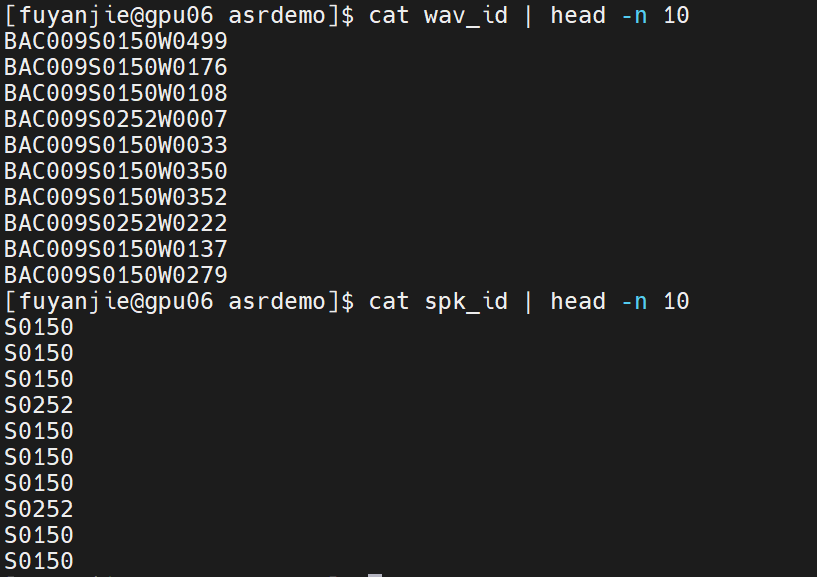 [fuyanjie@gpu06 asrdemo]$ cat wav_id | head -n 10
BAC009S0150W0499
BAC009S0150W0176
BAC009S0150W0108
BAC009S0252W0007
BAC009S0150W0033
BAC009S0150W0350
BAC009S0150W0352
BAC009S0252W0222
BAC009S0150W0137
BAC009S0150W0279
[fuyanjie@gpu06 asrdemo]$ cat spk_id | head -n 10
S0150
S0150
S0150
S0252
S0150
S0150
S0150
S0252
S0150
S0150